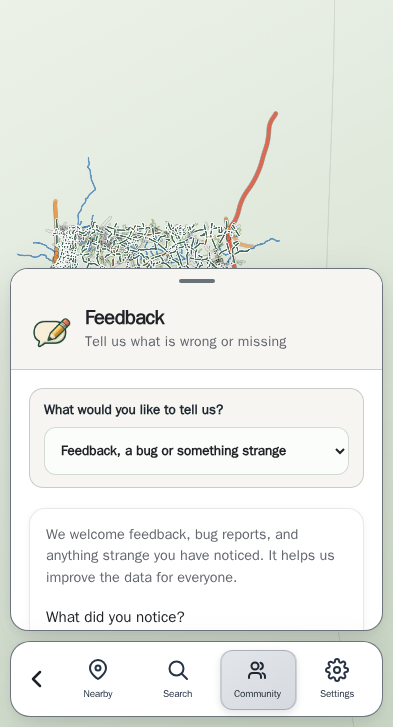 Feedback
Tell us what is wrong or missing
What would you like to tell us?
Feedback, a bug or something strange
We welcome feedback, bug reports, and
anything strange you have noticed. It helps us
improve the data for everyone.
What did you notice?
Nearby
Search
Community
Settings